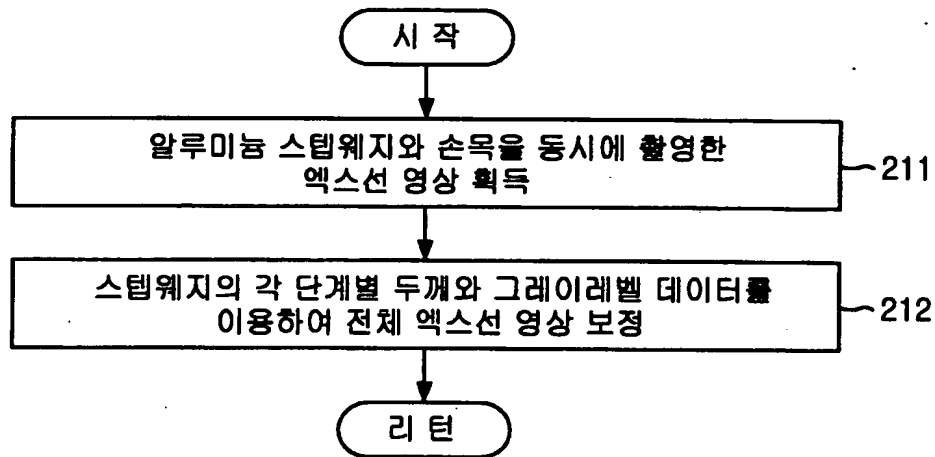 시 작
알루미늄 스텝웨지와 손목을 동시에 촬영한
엑스선 영상 획득
211
스텝웨지의 각 단계별 두께와 그레이레벨 데이터를
이용하여 전체 엑스선 영상 보정
212
리 턴